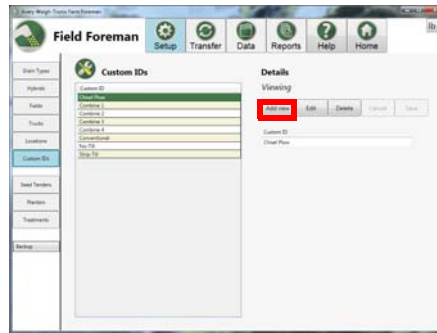 Avery Weigh-Tronix Farm Foreman
Field Foreman
Setup
Transfer
Data
Reports
Help
Home
lb
Grain Types
Hybrids
Fields
Trucks
Locations
Custom IDs
Seed Tenders
Planters
Treatments
Backup
Custom IDs
Custom ID
Chisel Plow
Combine 1
Combine 2
Combine 3
Combine 4
Conventional
No-Till
Strip-Till
Details
Viewing
Add new
Edit
Delete
Cancel
Save
Custom ID
Chisel Plow